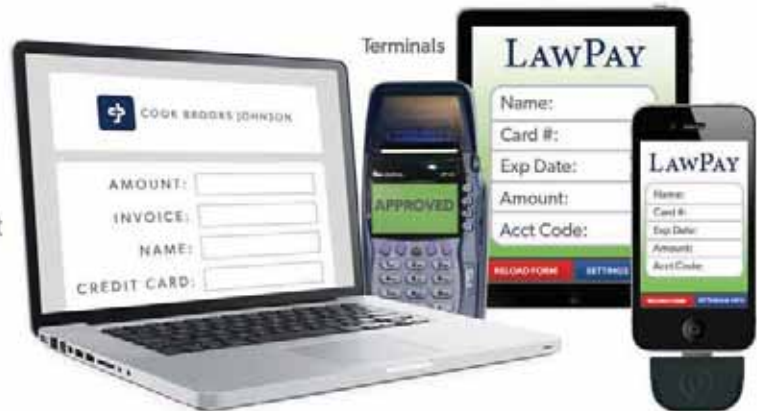 Terminals
COOK BROOKS JOHNSON
AMOUNT:
INVOICE:
NAME:
CREDIT CARD:
APPROVED
LAWPAY
Name:
Card #:
Exp Date:
Amount:
Acct Code:
RELOAD FORM SETTINGS
LAWPAY
Name:
Card #:
Exp Date:
Amount:
Acct Code: